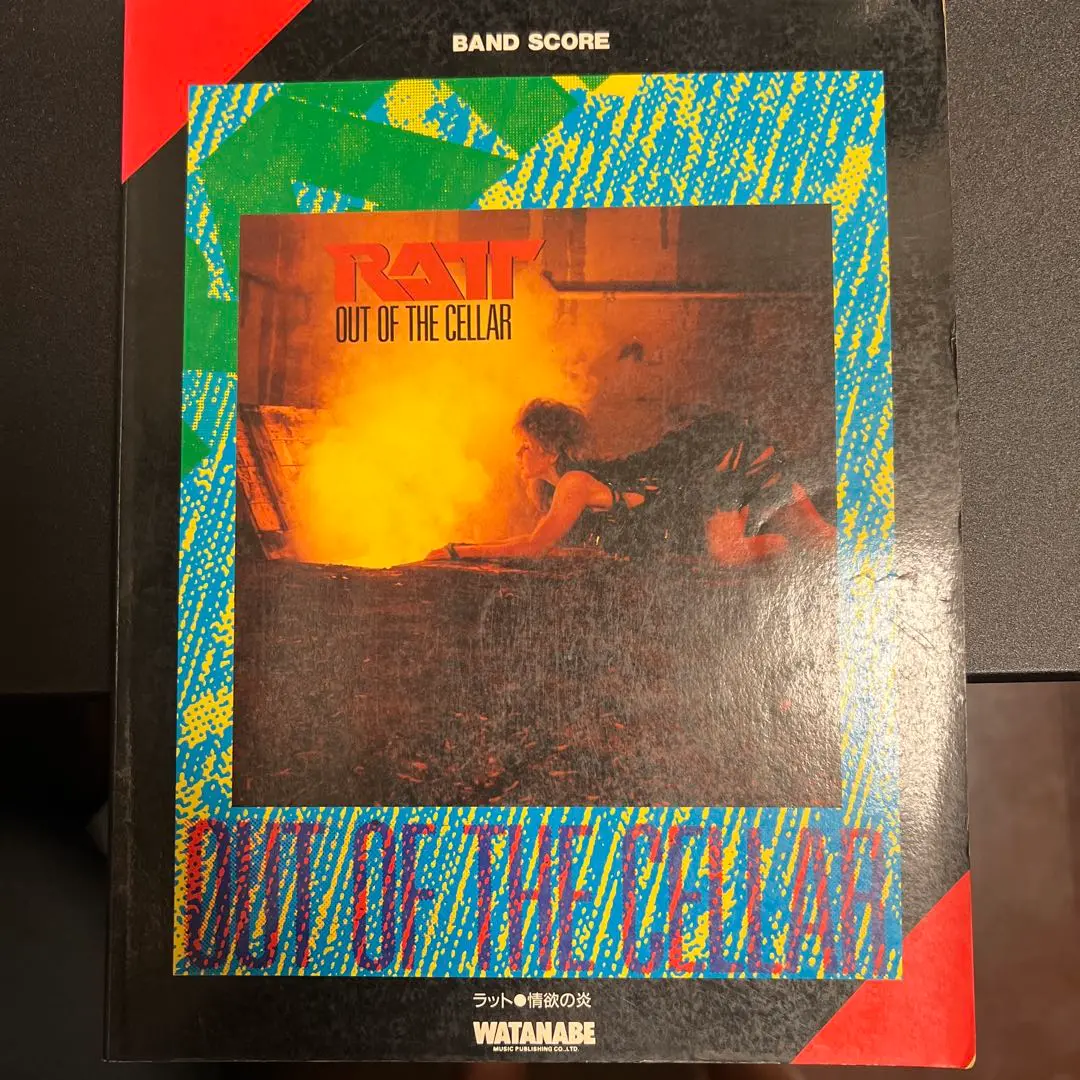 BAND SCORE
RATT
OUT OF THE CELLAR
OUT OF THE CELLAR
ラット●情欲の炎
WATANABE
MUSIC PUBLISHING CO.,LTD.